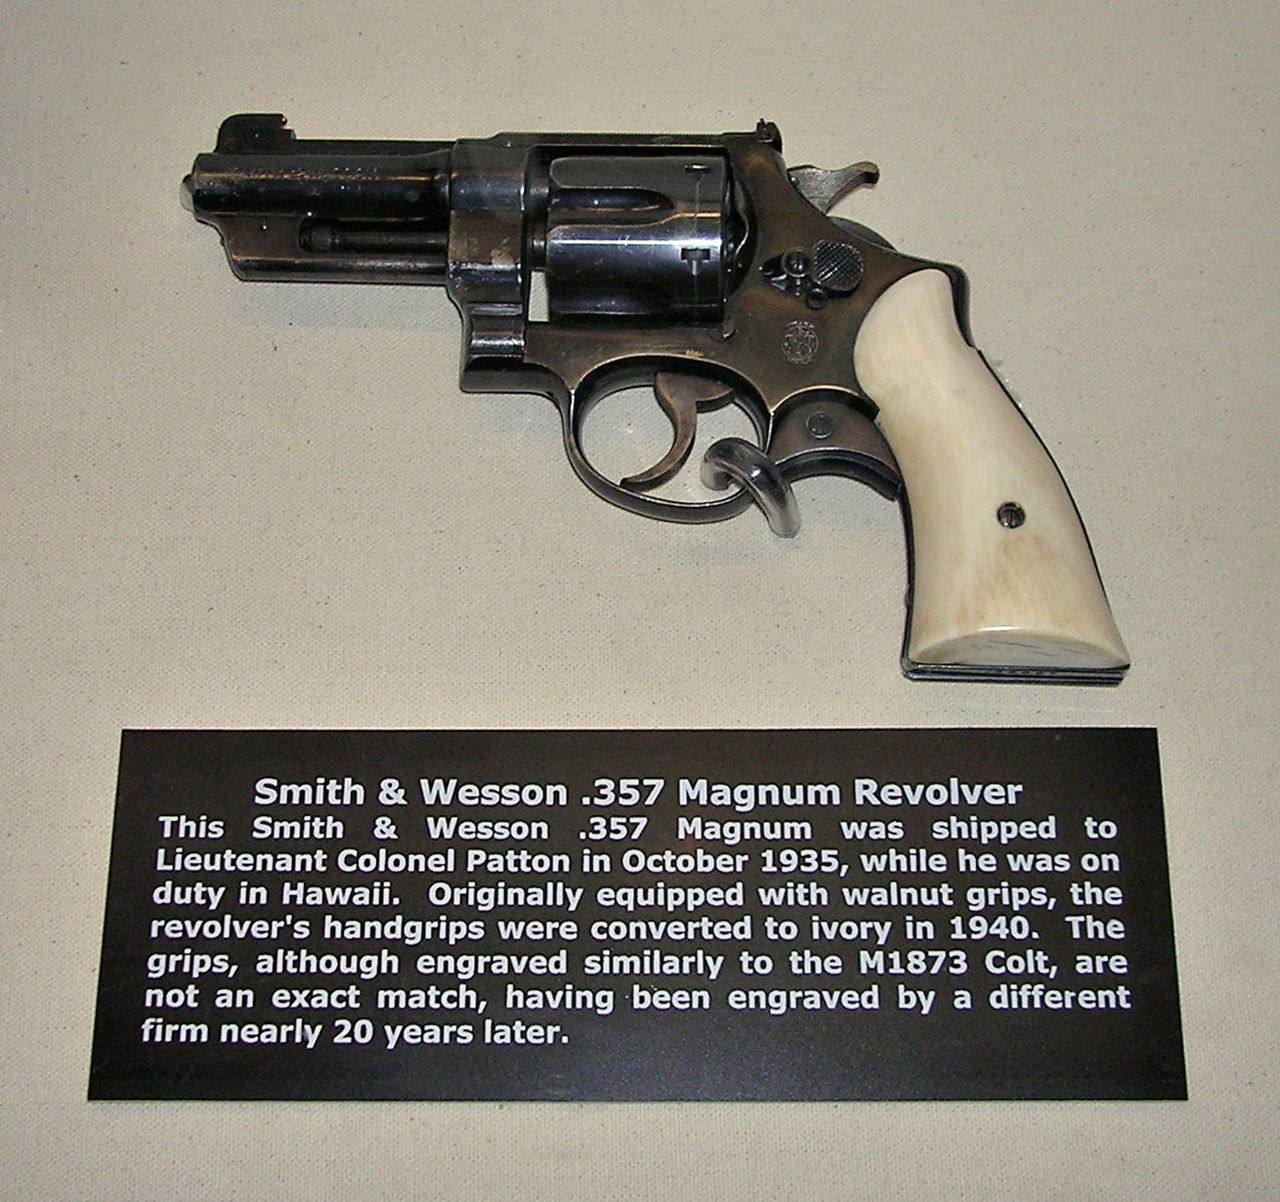 Smith & Wesson .357 Magnum Revolver
This Smith & Wesson .357 Magnum was shipped to
Lieutenant Colonel Patton in October 1935, while he was on
duty in Hawaii. Originally equipped with walnut grips, the
revolver's handgrips were converted to ivory in 1940. The
grips, although engraved similarly to the M1873 Colt, are
not an exact match, having been engraved by a different
firm nearly 20 years later.